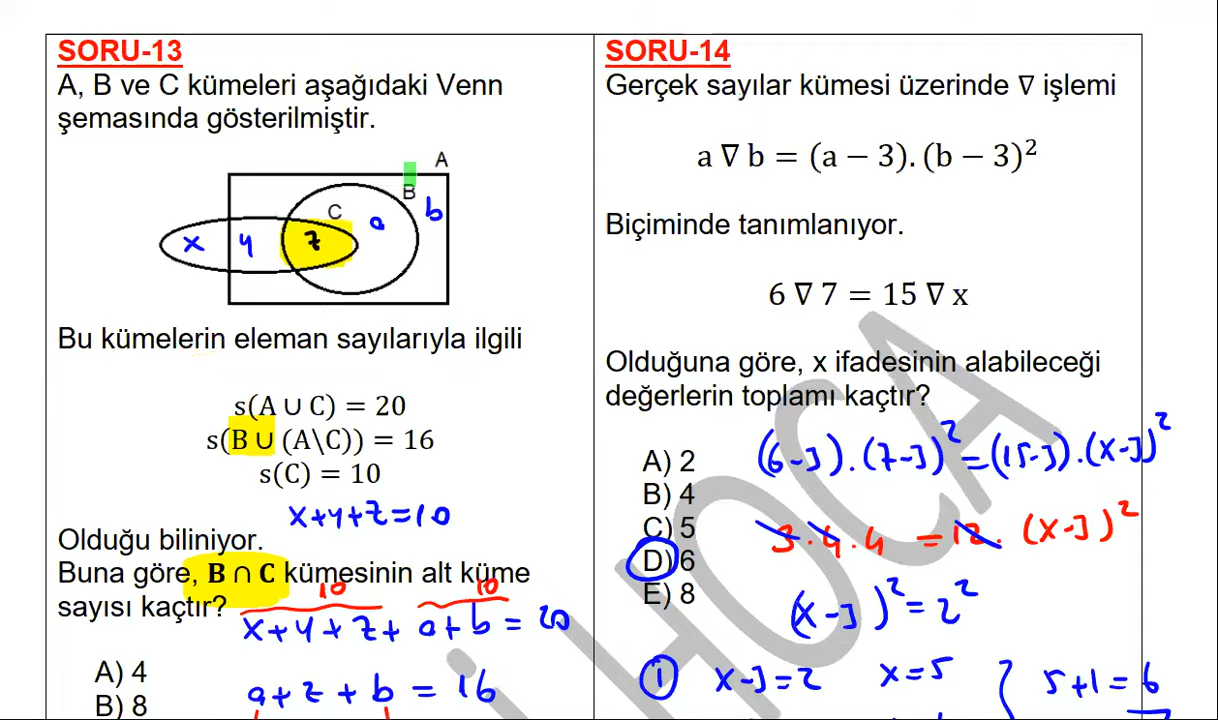 SORU-13
A, B ve C kümeleri aşağıdaki Venn
şemasında gösterilmiştir.
A
B
C
x y z a b
Bu kümelerin eleman sayılarıyla ilgili
s(A ∪ C) = 20
s(B ∪ (A\C)) = 16
s(C) = 10
x+y+z=10
Olduğu biliniyor.
Buna göre, B ∩ C kümesinin alt küme
sayısı kaçtır?
10 10
x+y+z+a+b=20
A) 4
a+z+b=16
B) 8
SORU-14
Gerçek sayılar kümesi üzerinde ∇ işlemi
a ∇ b = (a − 3). (b − 3)²
Biçiminde tanımlanıyor.
6 ∇ 7 = 15 ∇ x
Olduğuna göre, x ifadesinin alabileceği
değerlerin toplamı kaçtır?
(6-3).(7-3)²=(15-3).(x-3)²
A) 2
B) 4
C) 5
3.4.4=12.(x-3)²
D) 6
E) 8
(x-3)²=2²
1 x-3=2 x=5 5+1=6
HOCA